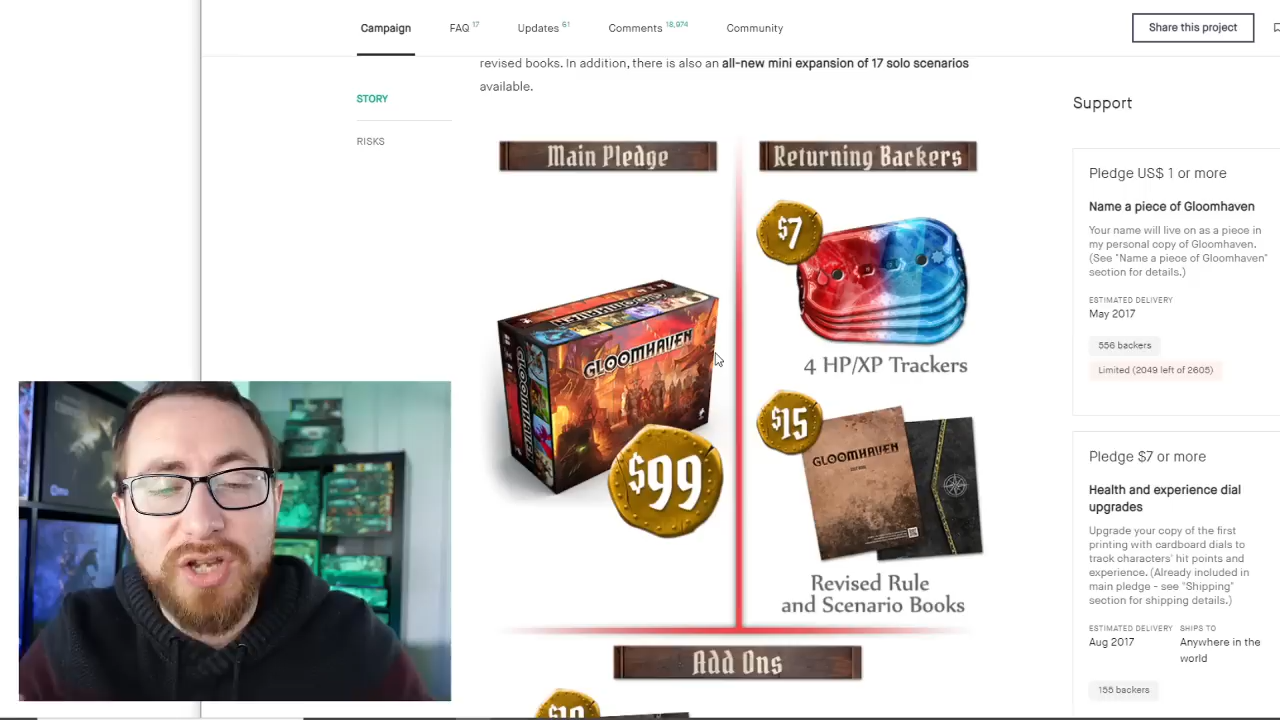 Campaign
FAQ 17
Updates 61
Comments 18,974
Community
Share this project
revised books. In addition, there is also an all-new mini expansion of 17 solo scenarios
available.
STORY
RISKS
Main Pledge
Returning Backers
$7
4 HP/XP Trackers
GLOOMHAVEN
GLOOMHAVEN
$99
$15
GLOOMHAVEN
Revised Rule
and Scenario Books
Add Ons
$10
Support
Pledge US$ 1 or more
Name a piece of Gloomhaven
Your name will live on as a piece in
my personal copy of Gloomhaven.
(See "Name a piece of Gloomhaven"
section for details.)
ESTIMATED DELIVERY
May 2017
556 backers
Limited (2049 left of 2605)
Pledge $7 or more
Health and experience dial
upgrades
Upgrade your copy of the first
printing with cardboard dials to
track characters' hit points and
experience. (Already included in
main pledge - see "Shipping"
section for shipping details.)
ESTIMATED DELIVERY
Aug 2017
SHIPS TO
Anywhere in the
world
155 backers